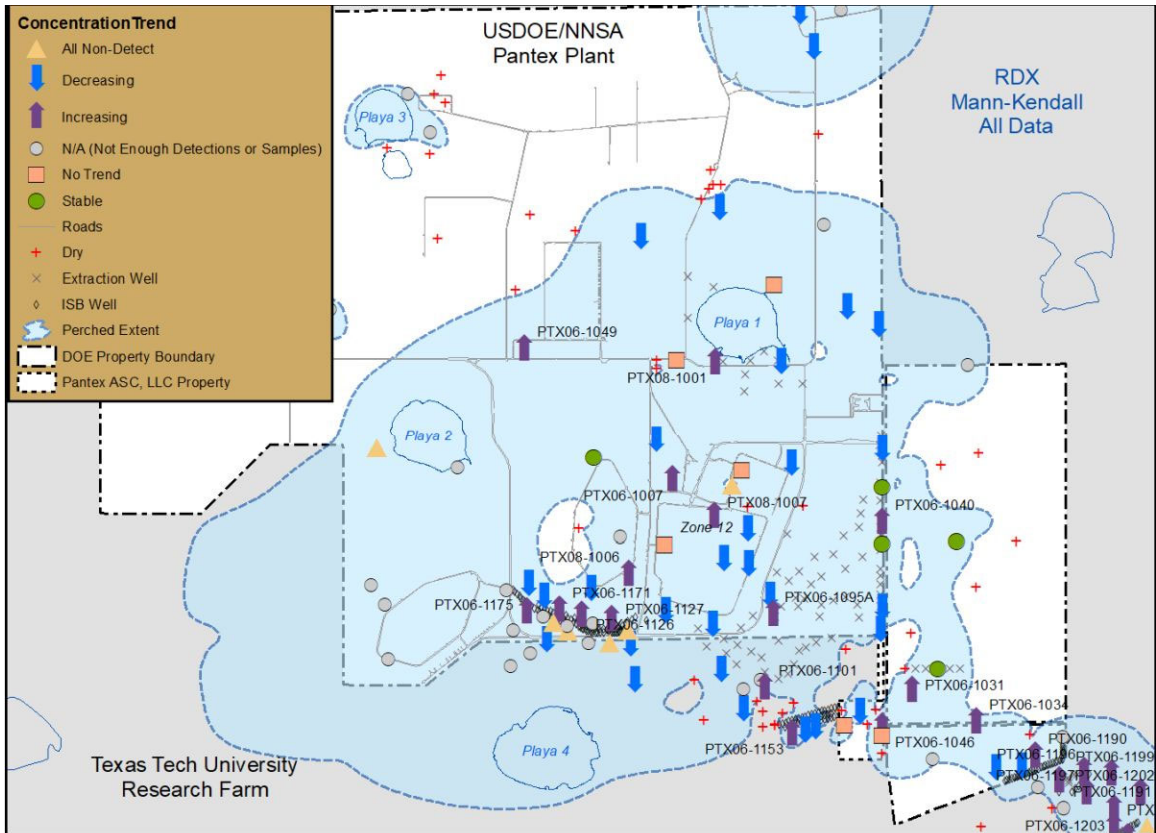 ConcentrationTrend
All Non-Detect
Decreasing
Increasing
N/A (Not Enough Detections or Samples)
No Trend
Stable
Roads
Dry
Extraction Well
ISB Well
Perched Extent
DOE Property Boundary
Pantex ASC, LLC Property
USDOE/NNSA
Pantex Plant
RDX
Mann-Kendall
All Data
Playa 3
Playa 1
PTX06-1049
PTX08-1001
Playa 2
PTX06-1007
PTX08-1007
PTX06-1040
Zone 12
PTX08-1006
PTX06-1175
PTX06-1171
PTX06-1127
PTX06-1126
PTX06-1095A
PTX06-1101
PTX06-1031
PTX06-1034
PTX06-1153
PTX06-1046
Playa 4
Texas Tech University
Research Farm
PTX06-1190
PTX06-1199
PTX06-1197
PTX06-1202
PTX06-1191
PTX
PTX06-1203